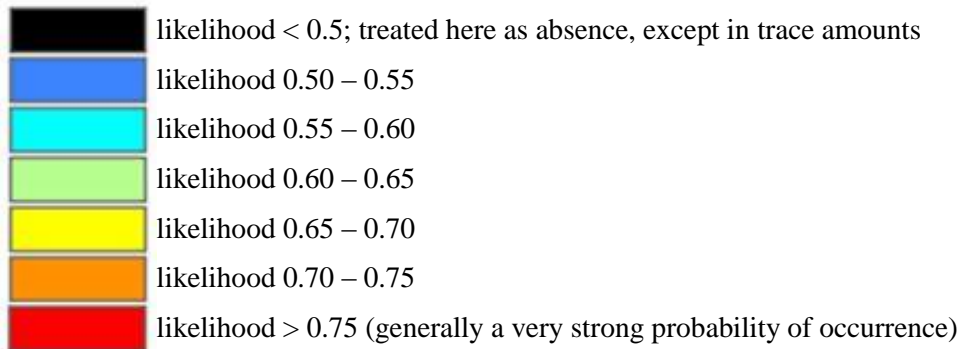 likelihood < 0.5; treated here as absence, except in trace amounts
likelihood 0.50 – 0.55
likelihood 0.55 – 0.60
likelihood 0.60 – 0.65
likelihood 0.65 – 0.70
likelihood 0.70 – 0.75
likelihood > 0.75 (generally a very strong probability of occurrence)